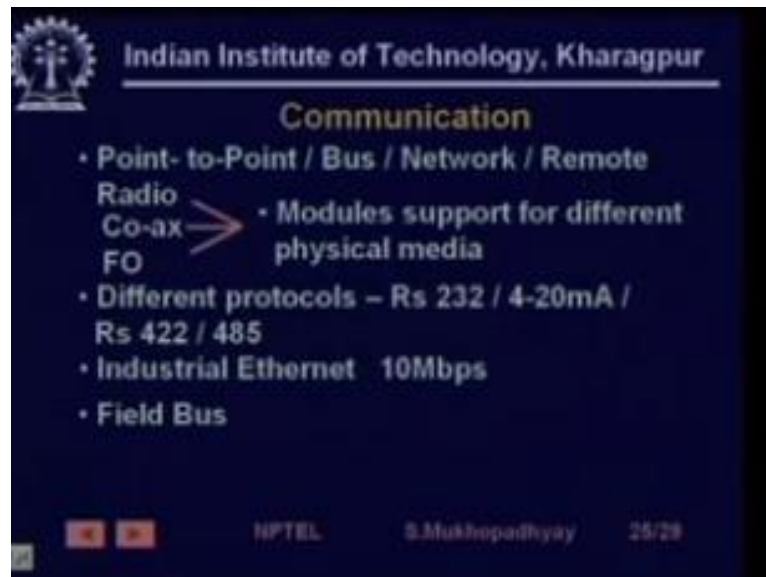 Indian Institute of Technology, Kharagpur
Communication
• Point- to-Point / Bus / Network / Remote
Radio
Co-ax
FO
• Modules support for different
physical media
• Different protocols – Rs 232 / 4-20mA /
Rs 422 / 485
• Industrial Ethernet 10Mbps
• Field Bus
NPTEL S.Mukhopadhyay 25/29